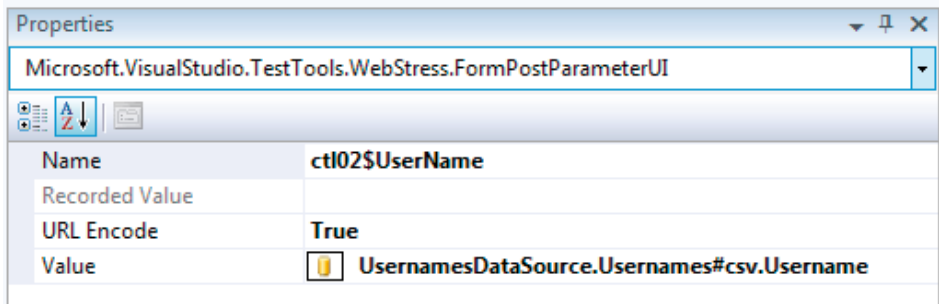 Properties
Microsoft.VisualStudio.TestTools.WebStress.FormPostParameterUI
Name ctl02$UserName
Recorded Value
URL Encode True
Value UsernamesDataSource.Usernames#csv.Username